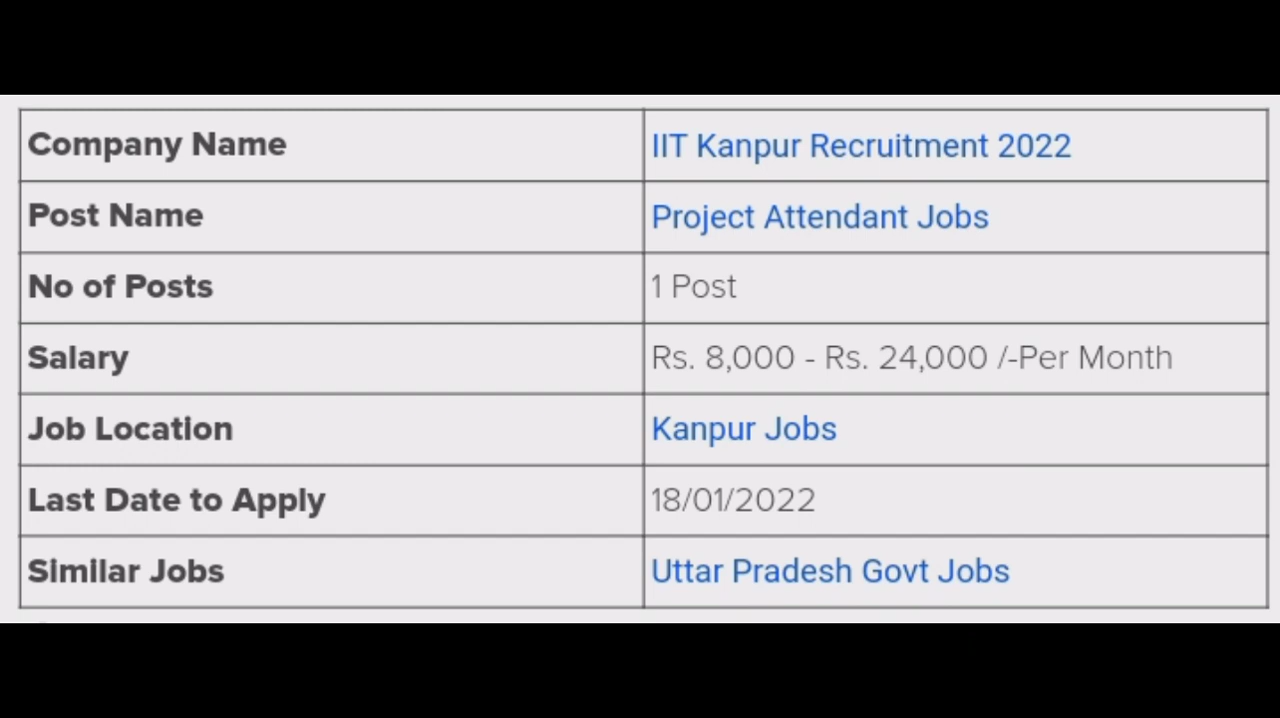 Company Name IIT Kanpur Recruitment 2022
Post Name Project Attendant Jobs
No of Posts 1 Post
Salary Rs. 8,000 - Rs. 24,000 /-Per Month
Job Location Kanpur Jobs
Last Date to Apply 18/01/2022
Similar Jobs Uttar Pradesh Govt Jobs